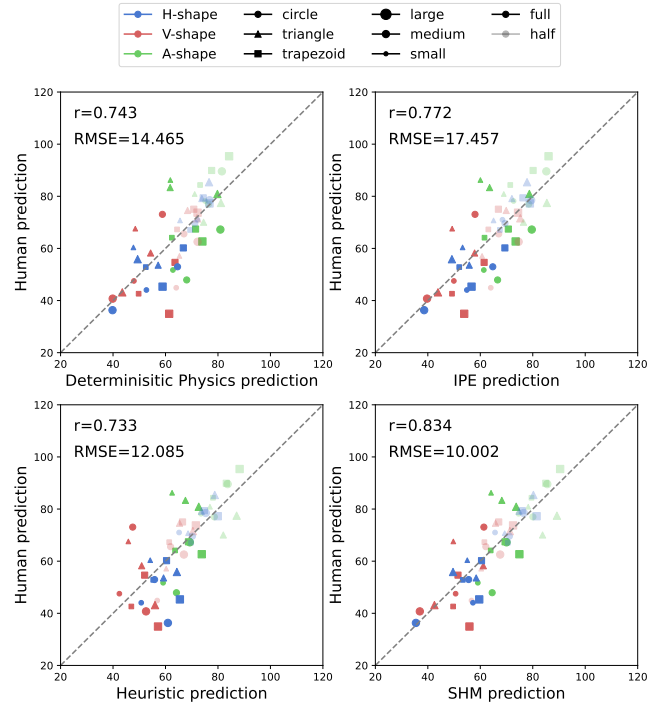 H-shape circle large full
V-shape triangle medium half
A-shape trapezoid small
120
100
80
60
40
20
Human prediction
r=0.743
RMSE=14.465
20 40 60 80 100 120
Determinisitic Physics prediction
120
100
80
60
40
20
Human prediction
r=0.772
RMSE=17.457
20 40 60 80 100 120
IPE prediction
120
100
80
60
40
20
Human prediction
r=0.733
RMSE=12.085
20 40 60 80 100 120
Heuristic prediction
120
100
80
60
40
20
Human prediction
r=0.834
RMSE=10.002
20 40 60 80 100 120
SHM prediction